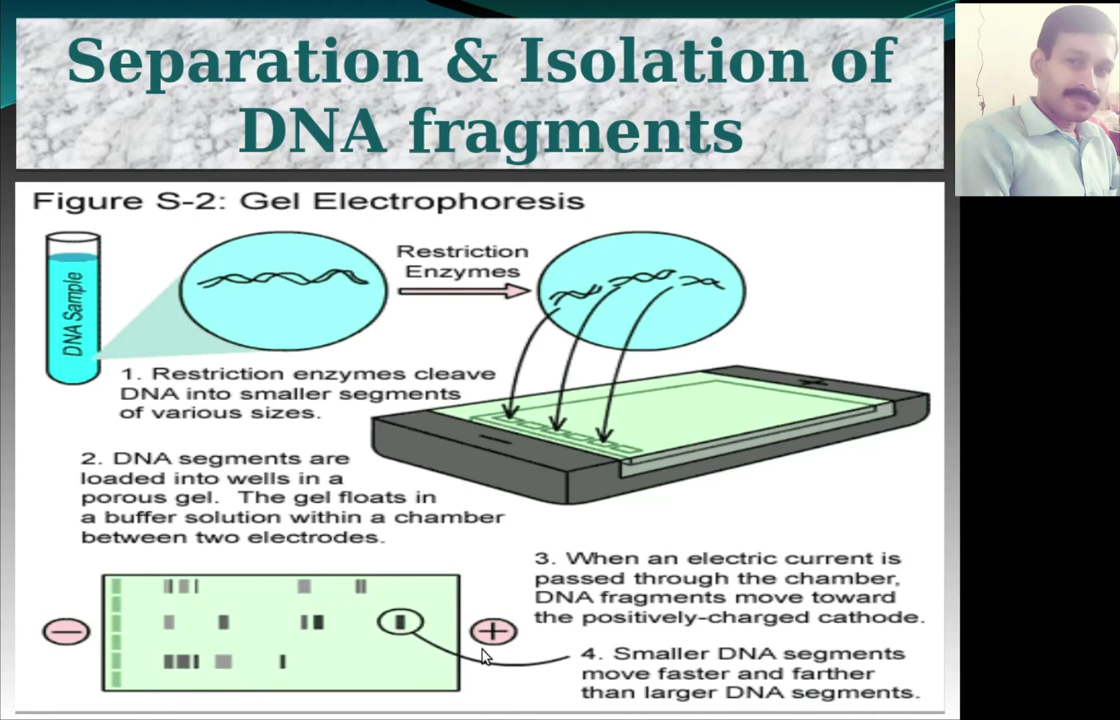 Separation & Isolation of
DNA fragments
Figure S-2: Gel Electrophoresis
DNA Sample
Restriction
Enzymes
1. Restriction enzymes cleave
DNA into smaller segments
of various sizes.
2. DNA segments are
loaded into wells in a
porous gel. The gel floats in
a buffer solution within a chamber
between two electrodes.
3. When an electric current is
passed through the chamber,
DNA fragments move toward
the positively-charged cathode.
4. Smaller DNA segments
move faster and farther
than larger DNA segments.